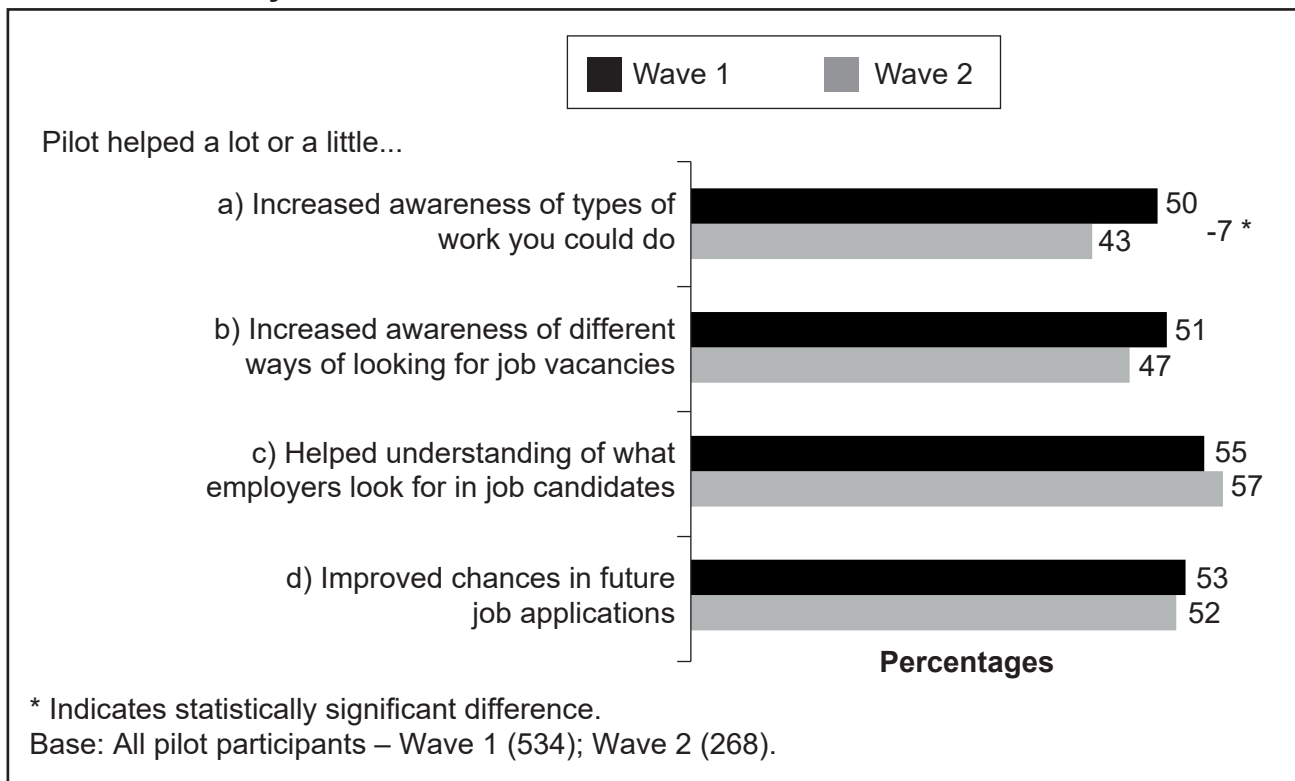 Wave 1 Wave 2
Pilot helped a lot or a little...
a) Increased awareness of types of
work you could do
50
43
-7 *
b) Increased awareness of different
ways of looking for job vacancies
51
47
c) Helped understanding of what
employers look for in job candidates
55
57
d) Improved chances in future
job applications
53
52
Percentages
* Indicates statistically significant difference.
Base: All pilot participants – Wave 1 (534); Wave 2 (268).